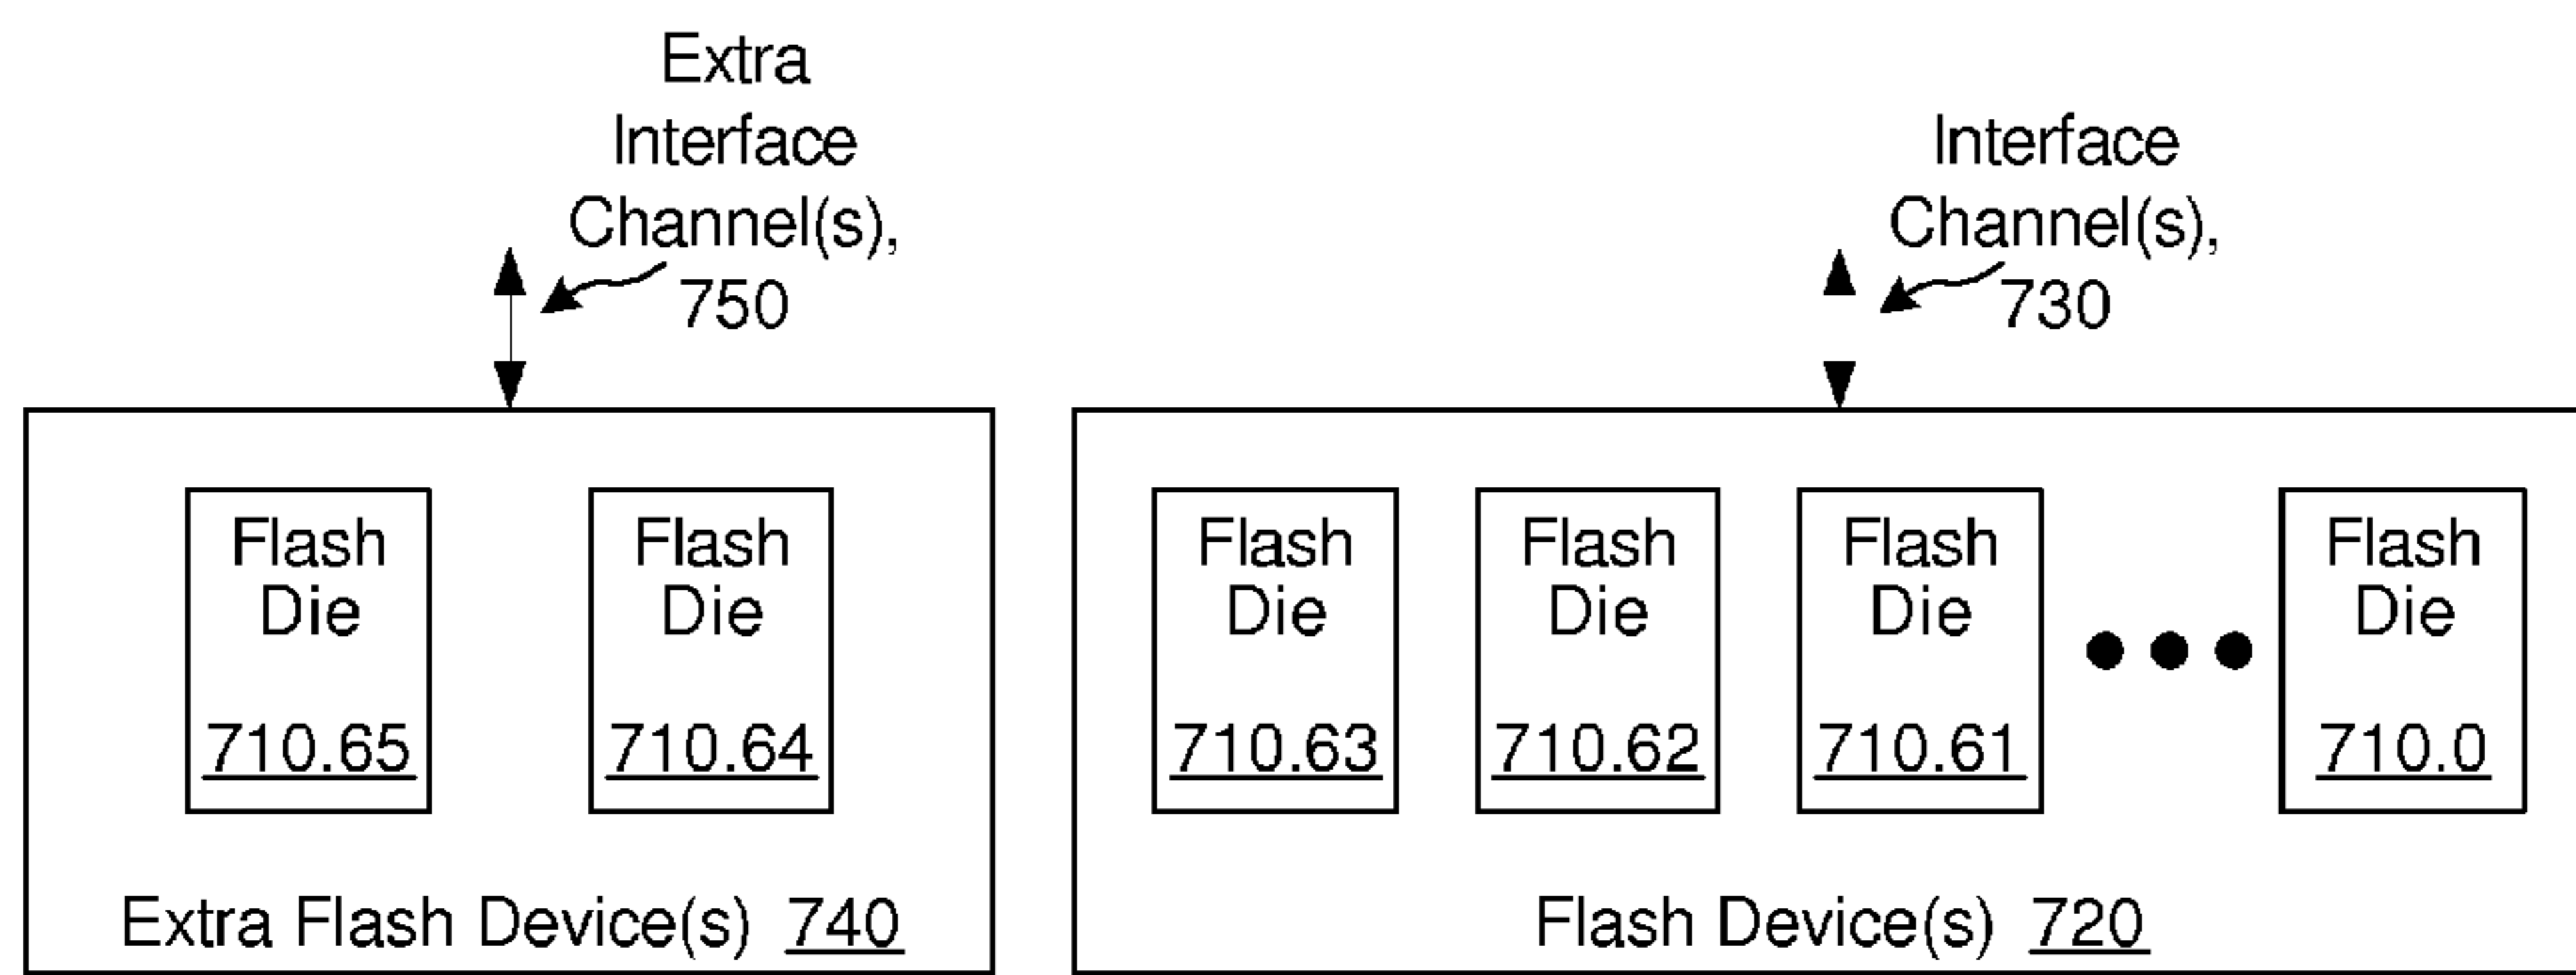 Extra
Interface
Channel(s),
750
Interface
Channel(s),
730
Flash
Die
710.65
Flash
Die
710.64
Extra Flash Device(s) 740
Flash
Die
710.63
Flash
Die
710.62
Flash
Die
710.61
Flash
Die
710.0
Flash Device(s) 720